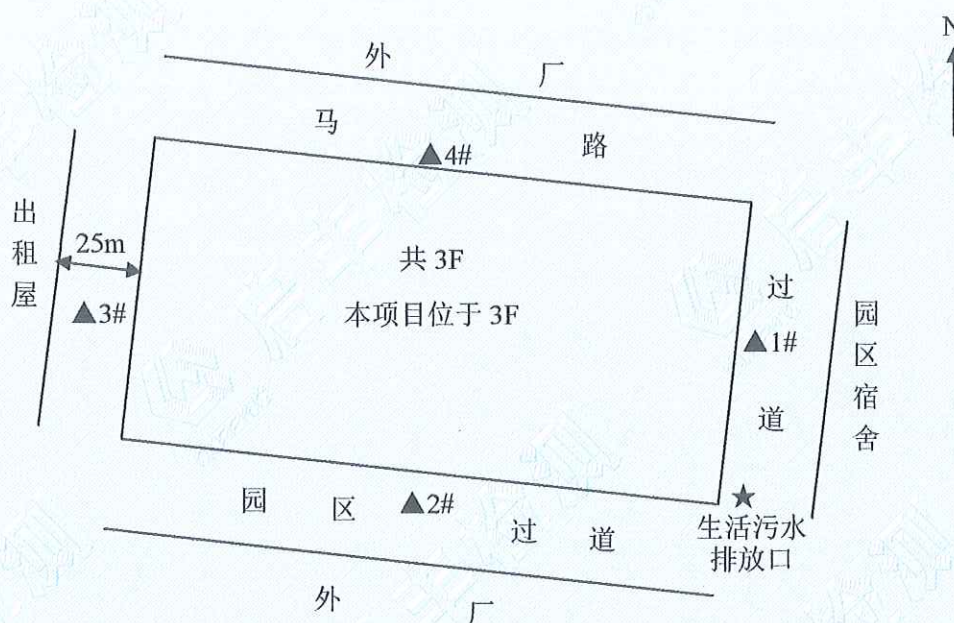 外厂
N
马路
▲4#
出租屋
25m
共 3F
本项目位于 3F
过道
▲3#
▲1#
园区宿舍
园区过道
▲2#
★
生活污水
排放口
外厂